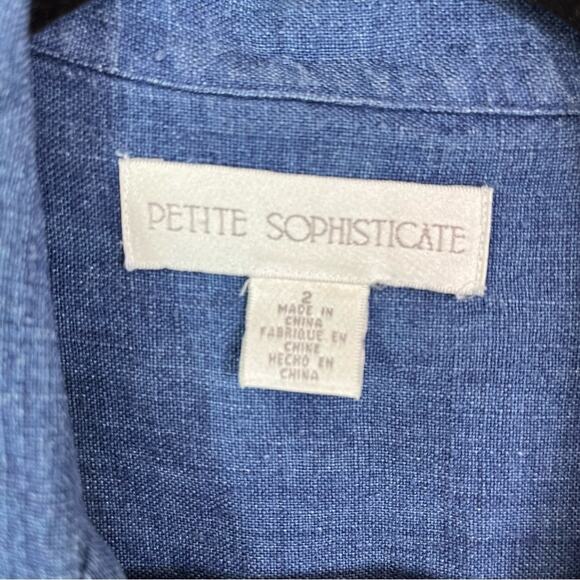 PETITE SOPHISTICATE
2
MADE IN
CHINA
FABRIQUE EN
CHINE
HECHO EN
CHINA